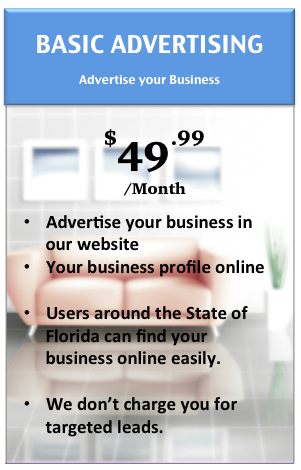 BASIC ADVERTISING
Advertise your Business
$49.99
/Month
• Advertise your business in
our website
• Your business profile online
• Users around the State of
Florida can find your
business online easily.
• We don’t charge you for
targeted leads.